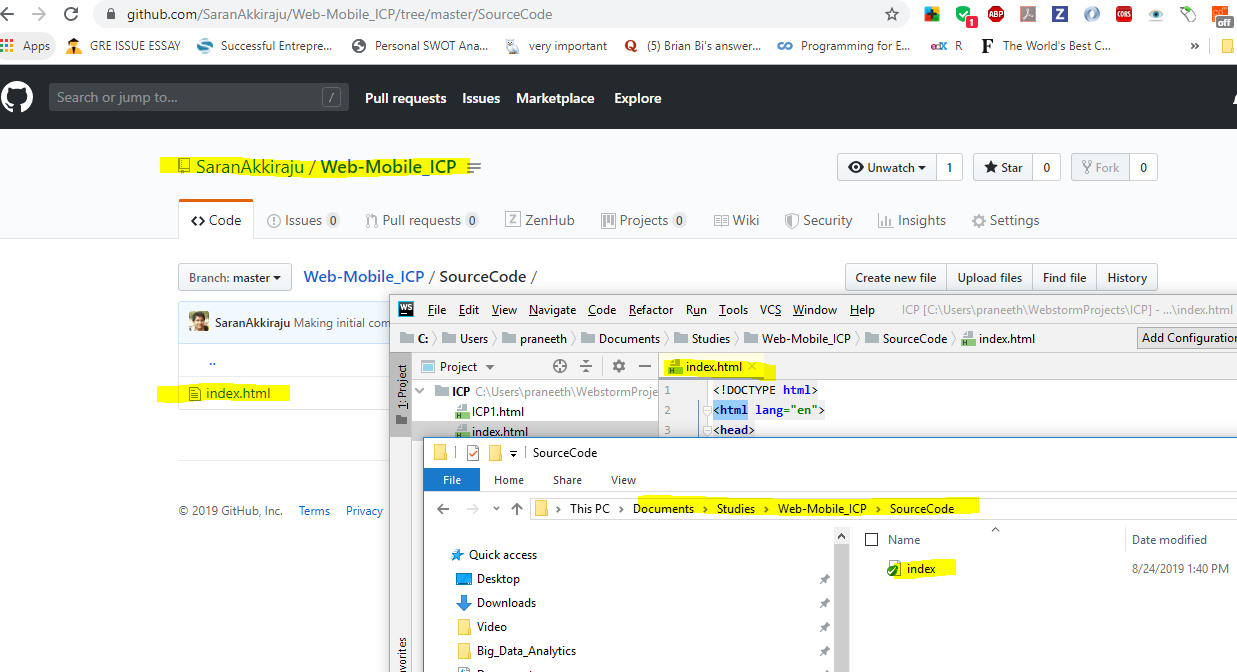 github.com/SaranAkkiraju/Web-Mobile_ICP/tree/master/SourceCode
1 ABP Z CORS off
Apps GRE ISSUE ESSAY Successful Entrepre... Personal SWOT Ana... very important Q (5) Brian Bi's answer... Programming for E... edX R F The World's Best C... »
Search or jump to... / Pull requests Issues Marketplace Explore
SaranAkkiraju / Web-Mobile_ICP
Unwatch 1 Star 0 Fork 0
Code Issues 0 Pull requests 0 Z ZenHub Projects 0 Wiki Security Insights Settings
Branch: master Web-Mobile_ICP / SourceCode / Create new file Upload files Find file History
SaranAkkiraju Making initial com
..
index.html
© 2019 GitHub, Inc. Terms Privacy
WS File Edit View Navigate Code Refactor Run Tools VCS Window Help ICP [C:\Users\praneeth\WebstormProjects\ICP] - ...\index.html
C: Users praneeth Documents Studies Web-Mobile_ICP SourceCode index.html Add Configuration
1: Project
Project index.html
ICP C:\Users\praneeth\WebstormProje
ICP1.html
index.html
1 <!DOCTYPE html>
2 <html lang="en">
3 <head>
vorites
SourceCode
File Home Share View
This PC Documents Studies Web-Mobile_ICP SourceCode
Quick access
Desktop
Downloads
Video
Big_Data_Analytics
Name Date modified
index 8/24/2019 1:40 PM